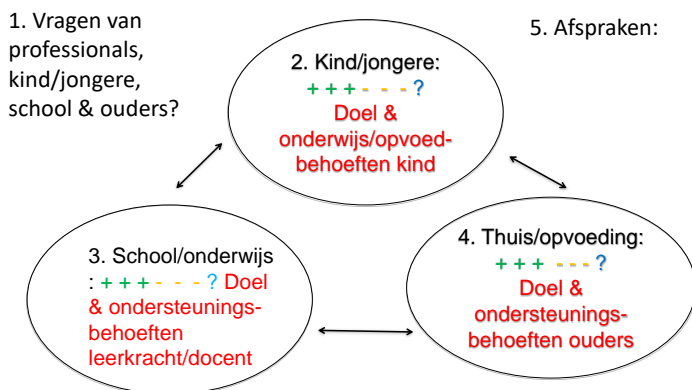 1. Vragen van
professionals,
kind/jongere,
school & ouders?
2. Kind/jongere:
+ + + - - - ?
Doel &
onderwijs/opvoed-
behoeften kind
3. School/onderwijs
: + + + - - - ? Doel
& ondersteunings-
behoeften
leerkracht/docent
4. Thuis/opvoeding:
+ + + - - - ?
Doel &
ondersteunings-
behoeften ouders
5. Afspraken: